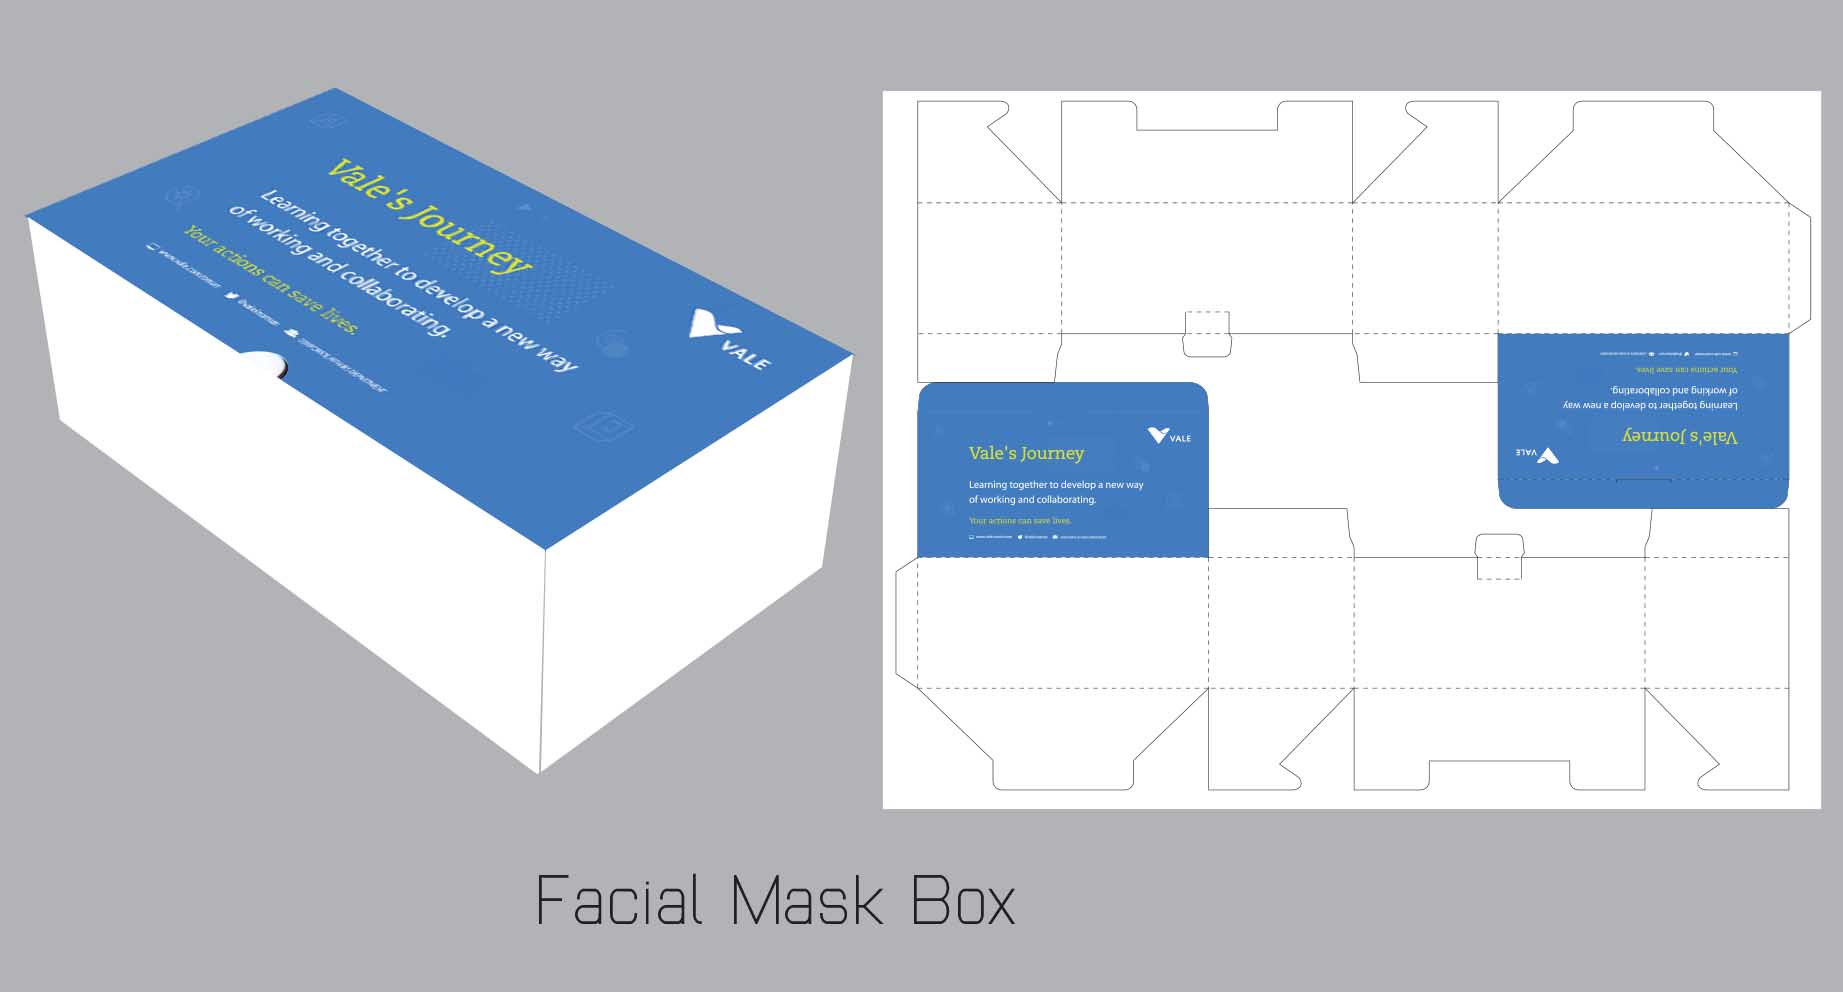 Vale's Journey
Learning together to develop a new way
of working and collaborating.
Your actions can save lives.
VALE
VALE
Vale's Journey
Learning together to develop a new way
of working and collaborating.
Your actions can save lives.
Your actions can save lives.
of working and collaborating.
Learning together to develop a new way
Vale's Journey
VALE
Facial Mask Box